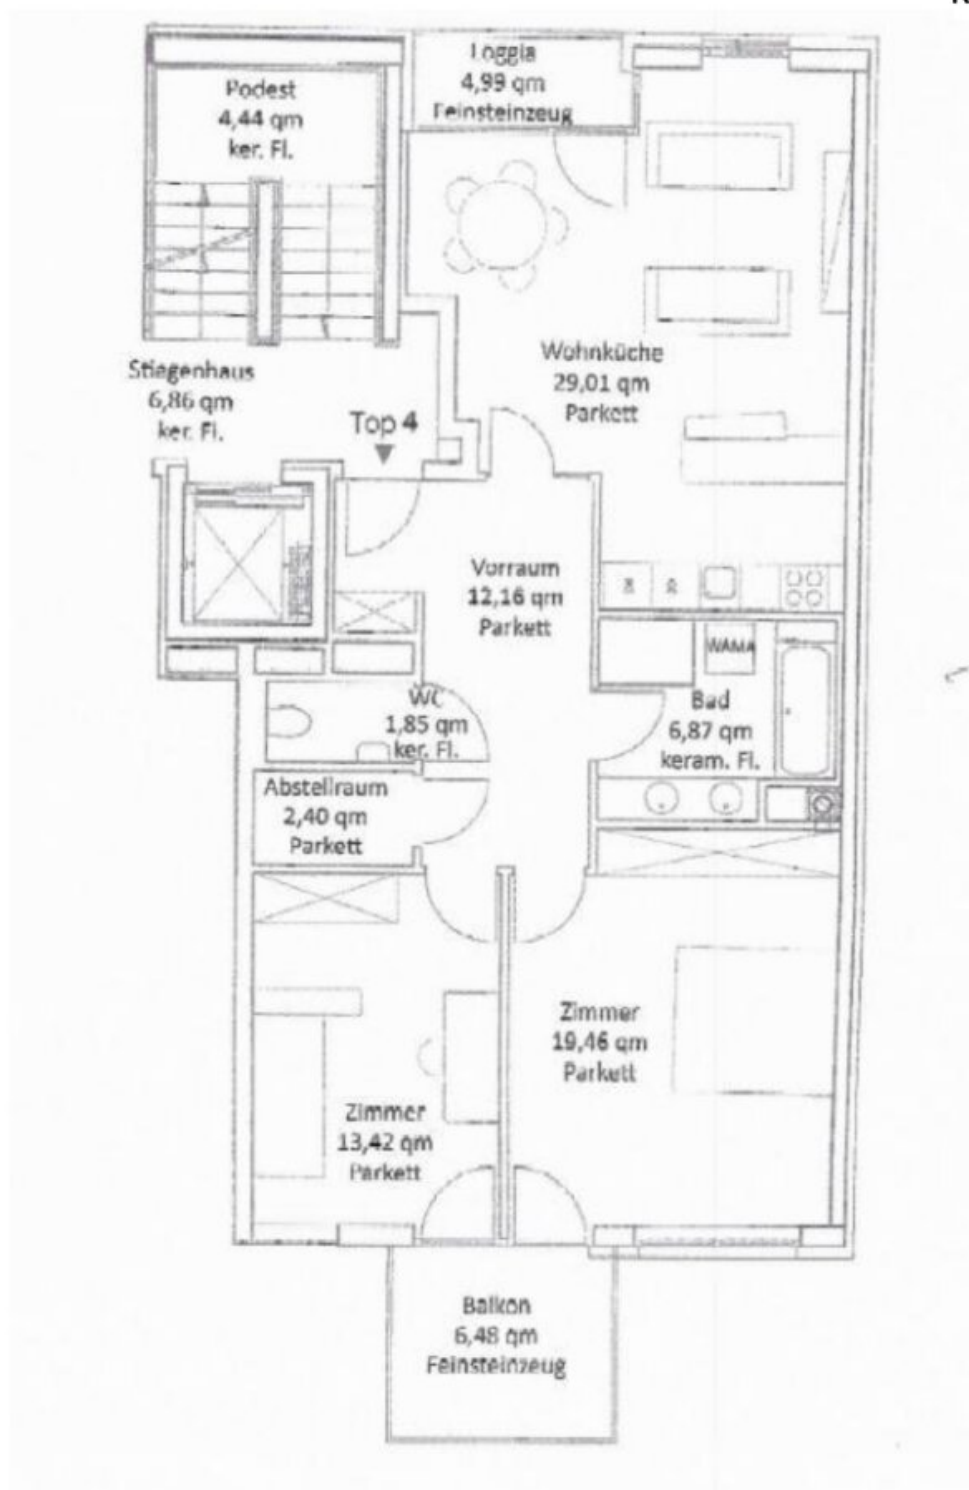 Loggia
4,99 qm
Feinsteinzeug
Podest
4,44 qm
ker. Fl.
Wohnküche
29,01 qm
Parkett
Stiegenhaus
6,86 qm
ker. Fl.
Top 4
Vorraum
12,16 qm
Parkett
WAMA
WC
1,85 qm
ker. Fl.
Bad
6,87 qm
keram. Fl.
Abstellraum
2,40 qm
Parkett
Zimmer
19,46 qm
Parkett
Zimmer
13,42 qm
Parkett
Balkon
6,48 qm
Feinsteinzeug